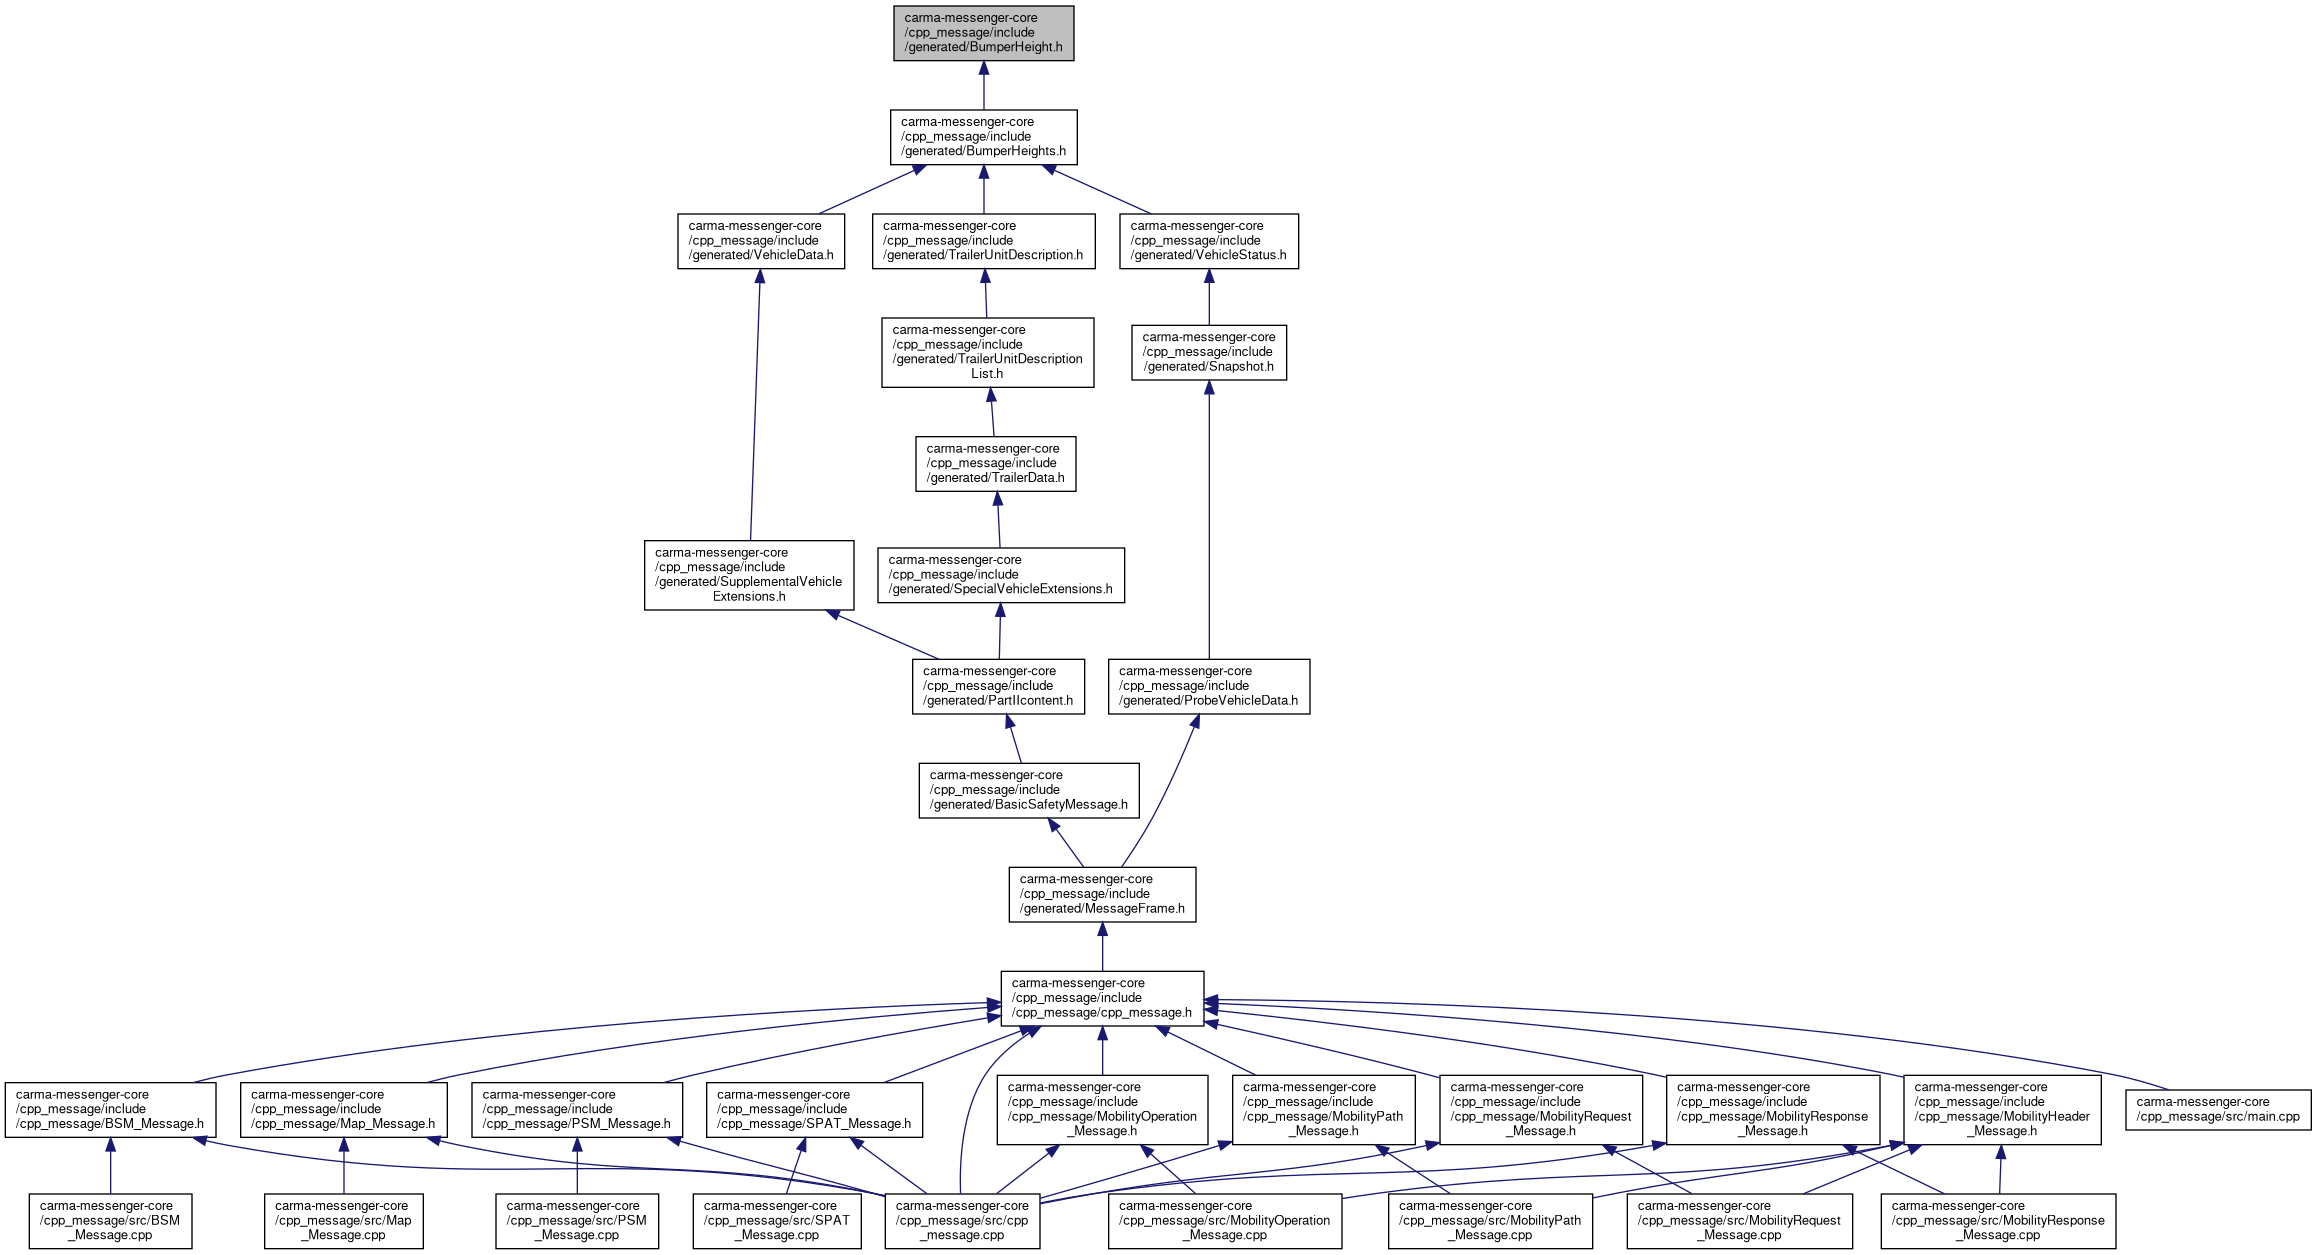 carma-messenger-core
/cpp_message/include
/generated/BumperHeight.h
carma-messenger-core
/cpp_message/include
/generated/BumperHeights.h
carma-messenger-core
/cpp_message/include
/generated/VehicleData.h
carma-messenger-core
/cpp_message/include
/generated/TrailerUnitDescription.h
carma-messenger-core
/cpp_message/include
/generated/VehicleStatus.h
carma-messenger-core
/cpp_message/include
/generated/TrailerUnitDescription
List.h
carma-messenger-core
/cpp_message/include
/generated/Snapshot.h
carma-messenger-core
/cpp_message/include
/generated/TrailerData.h
carma-messenger-core
/cpp_message/include
/generated/SupplementalVehicle
Extensions.h
carma-messenger-core
/cpp_message/include
/generated/SpecialVehicleExtensions.h
carma-messenger-core
/cpp_message/include
/generated/PartIIcontent.h
carma-messenger-core
/cpp_message/include
/generated/ProbeVehicleData.h
carma-messenger-core
/cpp_message/include
/generated/BasicSafetyMessage.h
carma-messenger-core
/cpp_message/include
/generated/MessageFrame.h
carma-messenger-core
/cpp_message/include
/cpp_message/cpp_message.h
carma-messenger-core
/cpp_message/include
/cpp_message/BSM_Message.h
carma-messenger-core
/cpp_message/include
/cpp_message/Map_Message.h
carma-messenger-core
/cpp_message/include
/cpp_message/PSM_Message.h
carma-messenger-core
/cpp_message/include
/cpp_message/SPAT_Message.h
carma-messenger-core
/cpp_message/include
/cpp_message/MobilityOperation
_Message.h
carma-messenger-core
/cpp_message/include
/cpp_message/MobilityPath
_Message.h
carma-messenger-core
/cpp_message/include
/cpp_message/MobilityRequest
_Message.h
carma-messenger-core
/cpp_message/include
/cpp_message/MobilityResponse
_Message.h
carma-messenger-core
/cpp_message/include
/cpp_message/MobilityHeader
_Message.h
carma-messenger-core
/cpp_message/src/main.cpp
carma-messenger-core
/cpp_message/src/BSM
_Message.cpp
carma-messenger-core
/cpp_message/src/Map
_Message.cpp
carma-messenger-core
/cpp_message/src/PSM
_Message.cpp
carma-messenger-core
/cpp_message/src/SPAT
_Message.cpp
carma-messenger-core
/cpp_message/src/cpp
_message.cpp
carma-messenger-core
/cpp_message/src/MobilityOperation
_Message.cpp
carma-messenger-core
/cpp_message/src/MobilityPath
_Message.cpp
carma-messenger-core
/cpp_message/src/MobilityRequest
_Message.cpp
carma-messenger-core
/cpp_message/src/MobilityResponse
_Message.cpp